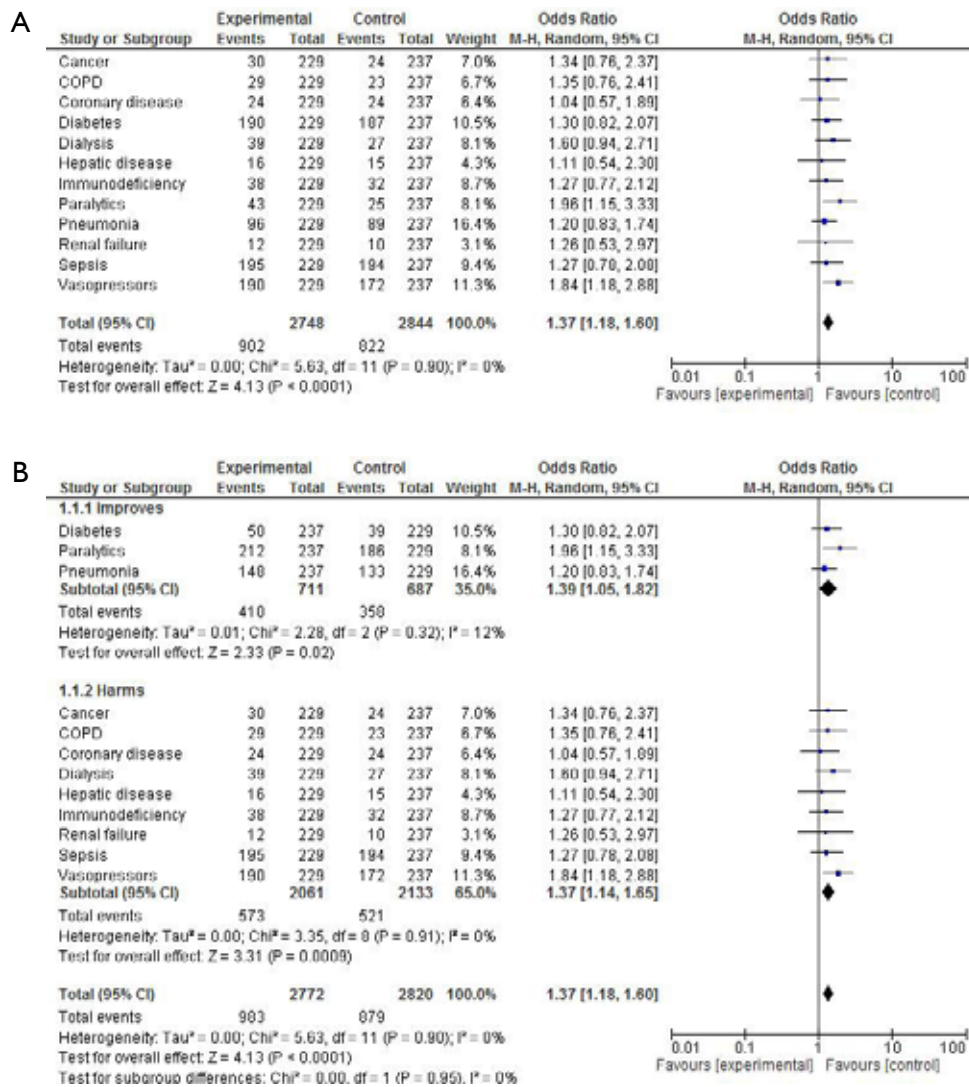 A
Experimental Control Odds Ratio Odds Ratio
Study or Subgroup Events Total Events Total Weight M-H, Random, 95% CI M-H, Random, 95% CI
Cancer 30 229 24 237 7.0% 1.34 [0.76, 2.37]
COPD 29 229 23 237 6.7% 1.35 [0.76, 2.41]
Coronary disease 24 229 24 237 6.4% 1.04 [0.57, 1.89]
Diabetes 190 229 187 237 10.5% 1.30 [0.82, 2.07]
Dialysis 39 229 27 237 8.1% 1.60 [0.94, 2.71]
Hepatic disease 16 229 15 237 4.3% 1.11 [0.54, 2.30]
Immunodeficiency 38 229 32 237 8.7% 1.27 [0.77, 2.12]
Paralytics 43 229 25 237 8.1% 1.96 [1.15, 3.33]
Pneumonia 96 229 89 237 16.4% 1.20 [0.83, 1.74]
Renal failure 12 229 10 237 3.1% 1.26 [0.53, 2.97]
Sepsis 195 229 194 237 9.4% 1.27 [0.78, 2.08]
Vasopressors 190 229 172 237 11.3% 1.84 [1.18, 2.88]
Total (95% CI) 2748 2844 100.0% 1.37 [1.18, 1.60]
Total events 902 822
Heterogeneity: Tau² = 0.00; Chi² = 5.63, df = 11 (P = 0.90); I² = 0%
Test for overall effect: Z = 4.13 (P < 0.0001)
0.01 0.1 1 10 100
Favours [experimental] Favours [control]
B
Experimental Control Odds Ratio Odds Ratio
Study or Subgroup Events Total Events Total Weight M-H, Random, 95% CI M-H, Random, 95% CI
1.1.1 Improves
Diabetes 50 237 39 229 10.5% 1.30 [0.82, 2.07]
Paralytics 212 237 186 229 8.1% 1.96 [1.15, 3.33]
Pneumonia 148 237 133 229 16.4% 1.20 [0.83, 1.74]
Subtotal (95% CI) 711 687 35.0% 1.39 [1.05, 1.82]
Total events 410 358
Heterogeneity: Tau² = 0.01; Chi² = 2.28, df = 2 (P = 0.32); I² = 12%
Test for overall effect: Z = 2.33 (P = 0.02)
1.1.2 Harms
Cancer 30 229 24 237 7.0% 1.34 [0.76, 2.37]
COPD 29 229 23 237 6.7% 1.35 [0.76, 2.41]
Coronary disease 24 229 24 237 6.4% 1.04 [0.57, 1.89]
Dialysis 39 229 27 237 8.1% 1.60 [0.94, 2.71]
Hepatic disease 16 229 15 237 4.3% 1.11 [0.54, 2.30]
Immunodeficiency 38 229 32 237 8.7% 1.27 [0.77, 2.12]
Renal failure 12 229 10 237 3.1% 1.26 [0.53, 2.97]
Sepsis 195 229 194 237 9.4% 1.27 [0.78, 2.08]
Vasopressors 190 229 172 237 11.3% 1.84 [1.18, 2.88]
Subtotal (95% CI) 2061 2133 65.0% 1.37 [1.14, 1.65]
Total events 573 521
Heterogeneity: Tau² = 0.00; Chi² = 3.35, df = 8 (P = 0.91); I² = 0%
Test for overall effect: Z = 3.31 (P = 0.0009)
Total (95% CI) 2772 2820 100.0% 1.37 [1.18, 1.60]
Total events 983 879
Heterogeneity: Tau² = 0.00; Chi² = 5.63, df = 11 (P = 0.90); I² = 0%
Test for overall effect: Z = 4.13 (P < 0.0001)
Test for subgroup differences: Chi² = 0.00, df = 1 (P = 0.95), I² = 0%
0.01 0.1 1 10 100
Favours [experimental] Favours [control]